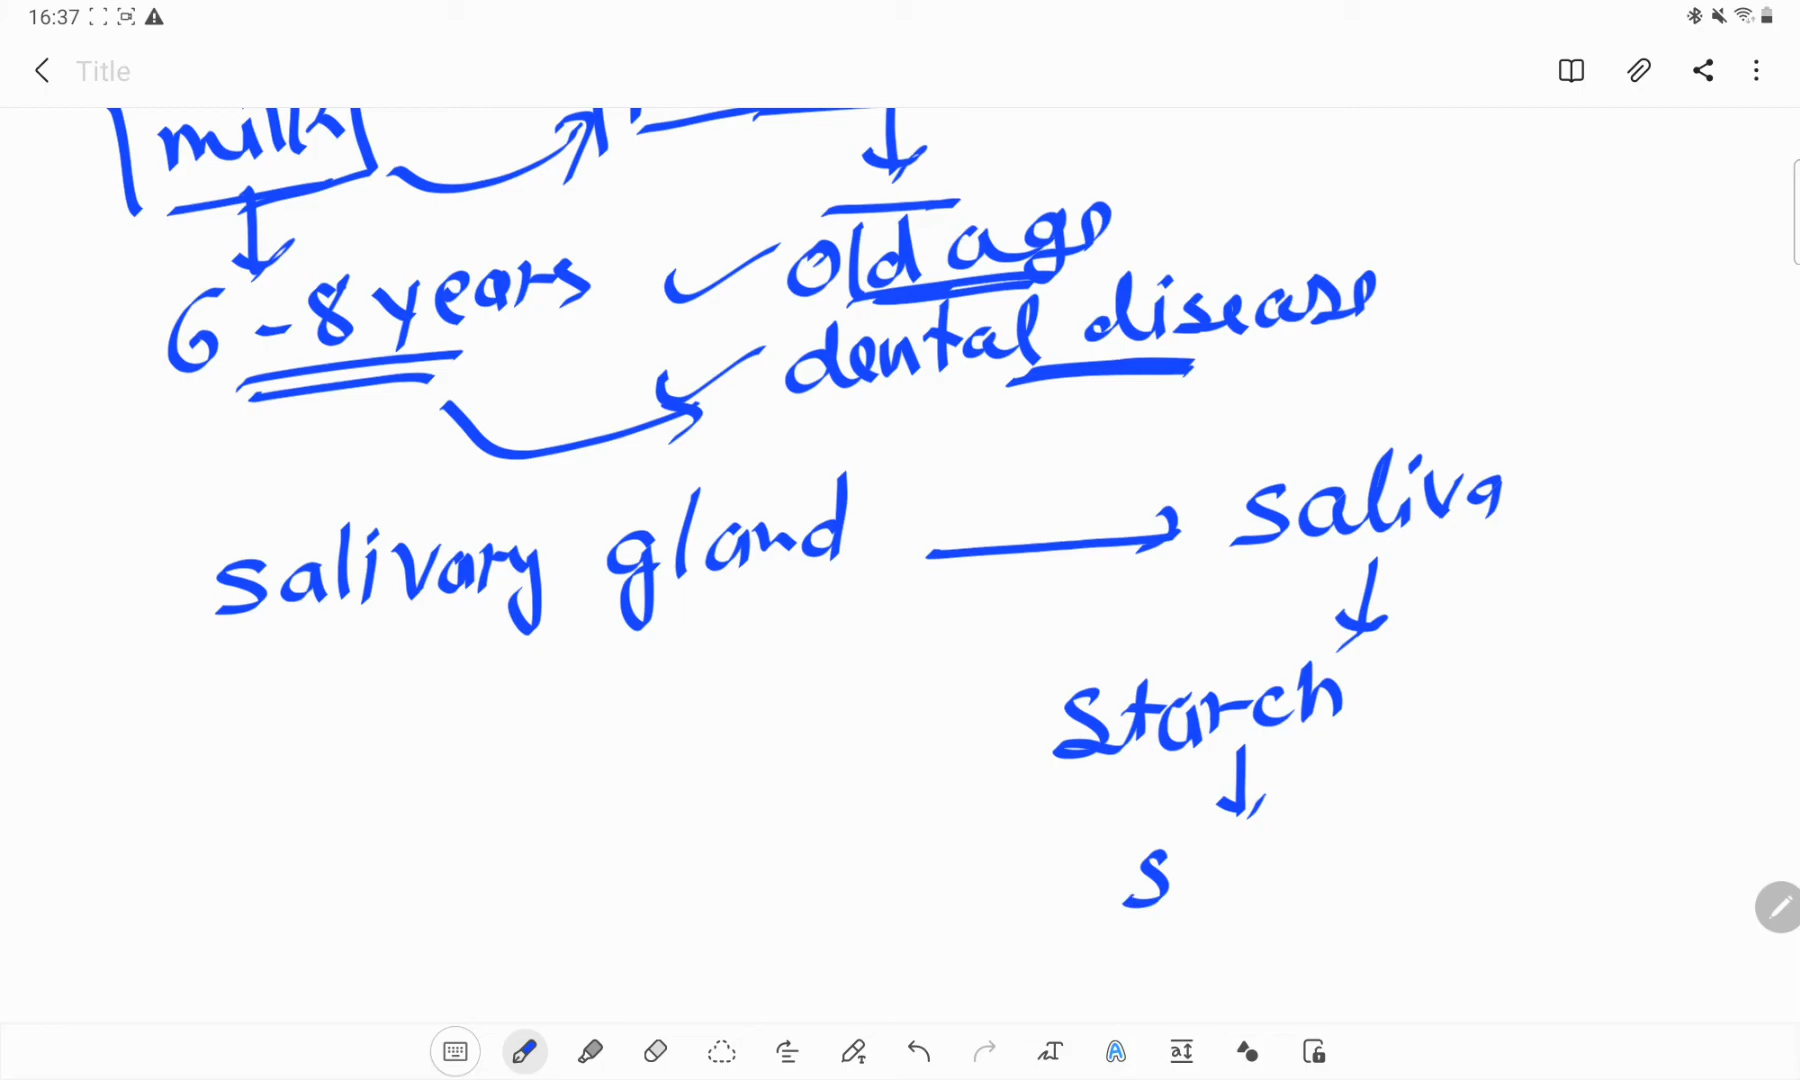 16:37
Title
milk
6-8 years
old age
dental disease
salivary gland
saliva
starch
s